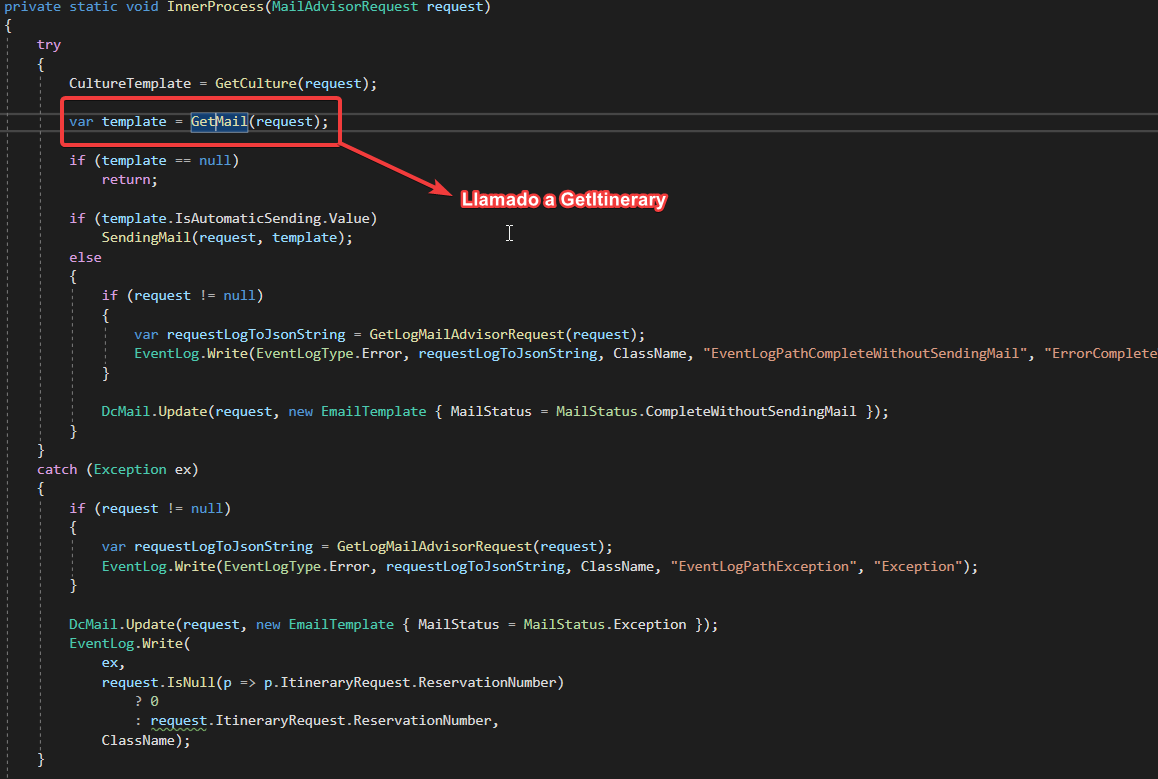 private static void InnerProcess(MailAdvisorRequest request)
{
try
{
CultureTemplate = GetCulture(request);
var template = GetMail(request);
if (template == null)
return;
Llamado a GetItinerary
if (template.IsAutomaticSending.Value)
SendingMail(request, template);
else
{
if (request != null)
{
var requestLogToJsonString = GetLogMailAdvisorRequest(request);
EventLog.Write(EventLogType.Error, requestLogToJsonString, ClassName, "EventLogPathCompleteWithoutSendingMail", "ErrorComplete
}
DcMail.Update(request, new EmailTemplate { MailStatus = MailStatus.CompleteWithoutSendingMail });
}
}
catch (Exception ex)
{
if (request != null)
{
var requestLogToJsonString = GetLogMailAdvisorRequest(request);
EventLog.Write(EventLogType.Error, requestLogToJsonString, ClassName, "EventLogPathException", "Exception");
}
DcMail.Update(request, new EmailTemplate { MailStatus = MailStatus.Exception });
EventLog.Write(
ex,
request.IsNull(p => p.ItineraryRequest.ReservationNumber)
? 0
: request.ItineraryRequest.ReservationNumber,
ClassName);
}